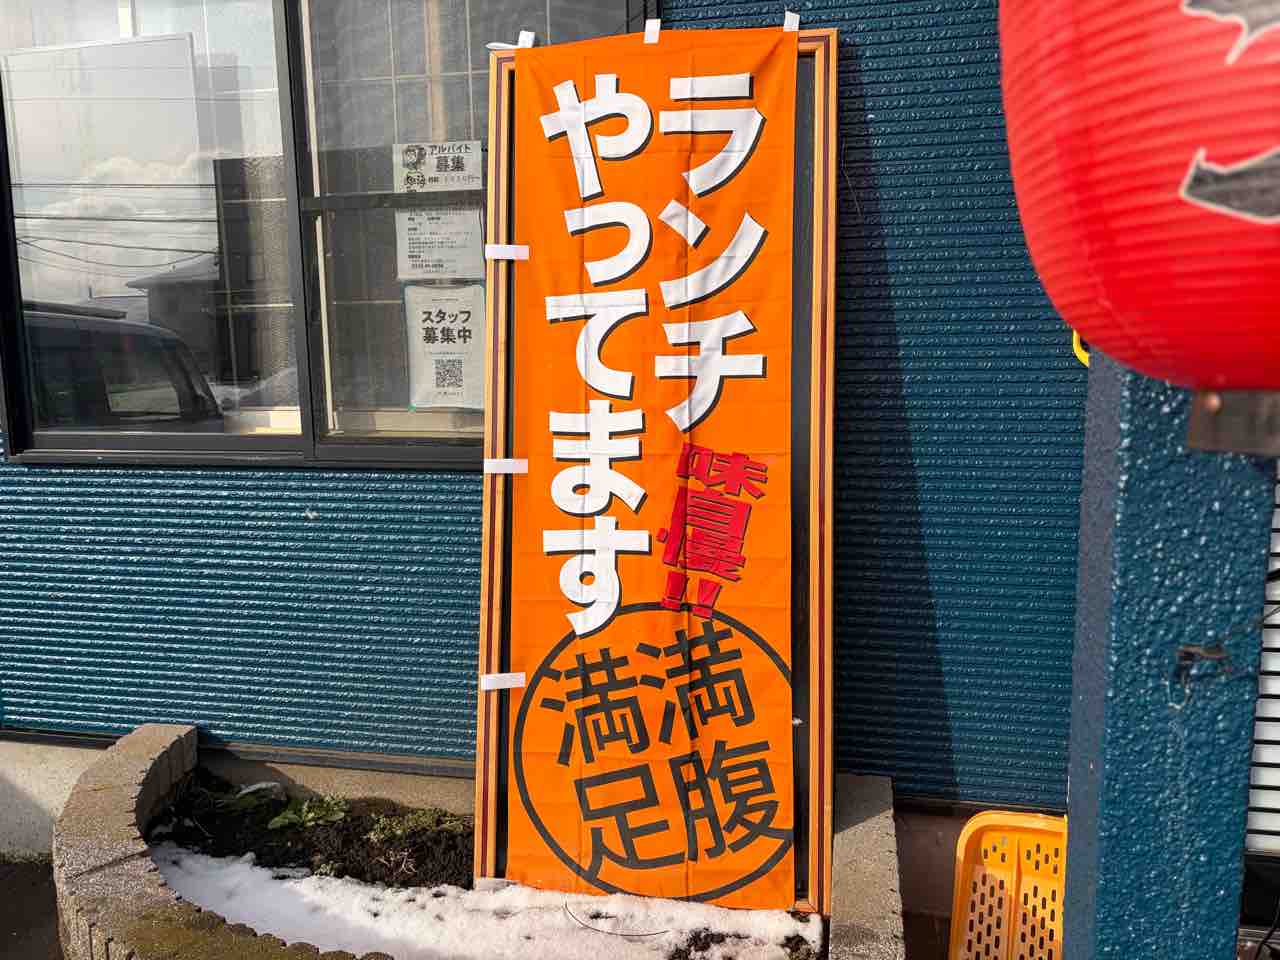 ランチ
やってます
味自慢!!
満腹
満足
アルバイト
募集
スタッフ
募集中